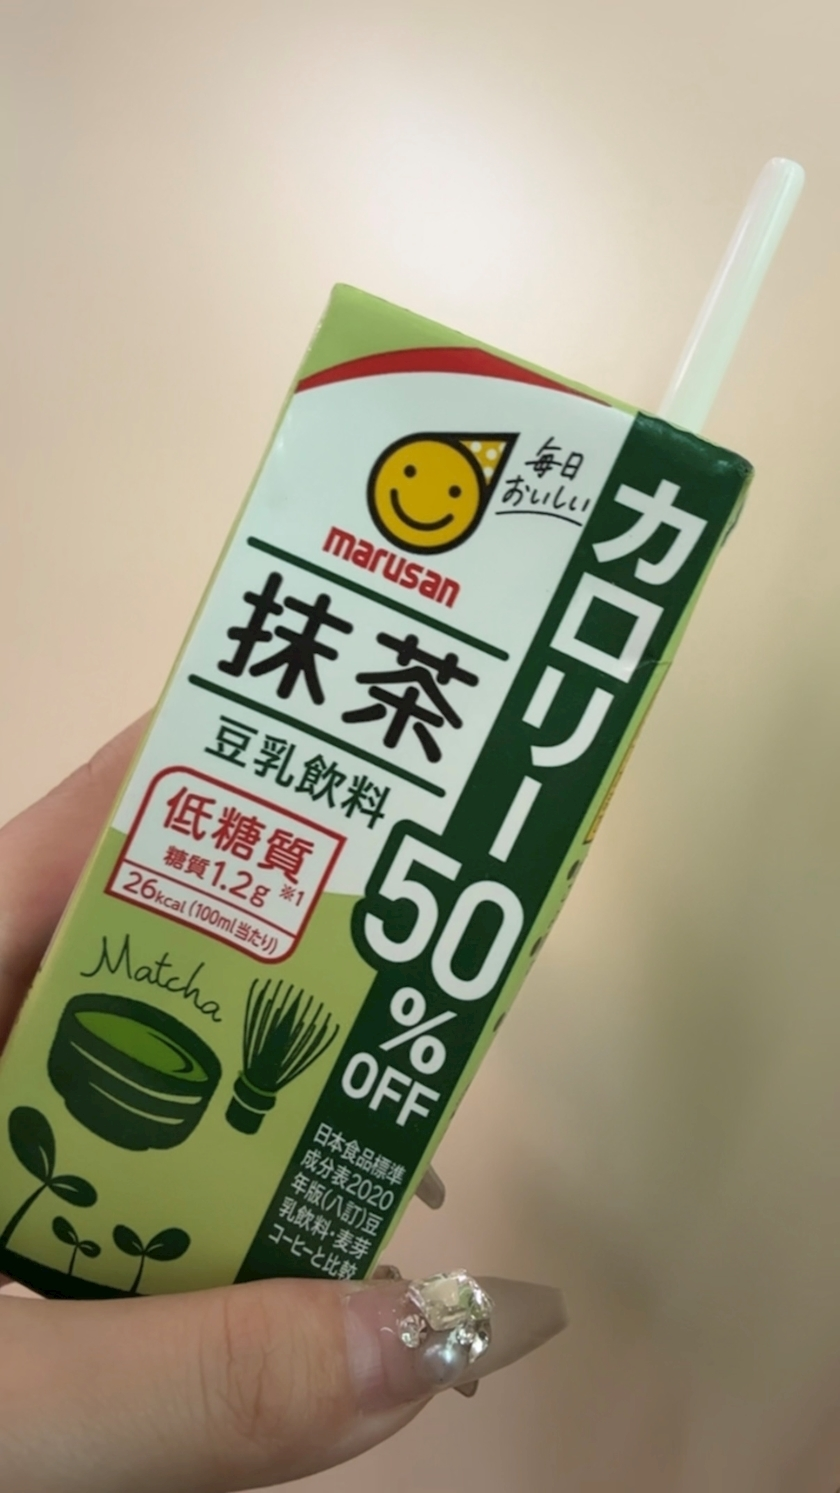 毎日
おいしい
marusan
抹茶
豆乳飲料
低糖質
糖質1.2g ※1
26kcal (100ml当たり)
Matcha
カロリー
50
%
OFF
日本食品標準
成分表2020
年版(八訂)豆
乳飲料・麦芽
コーヒーと比較